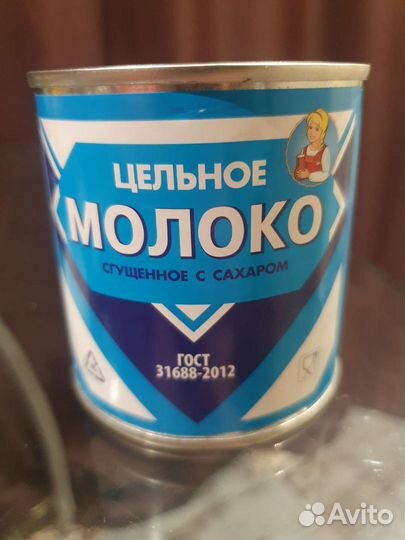 ЦЕЛЬНОЕ
МОЛОКО
СГУЩЕННОЕ С САХАРОМ
ГОСТ
31688-2012
Avito